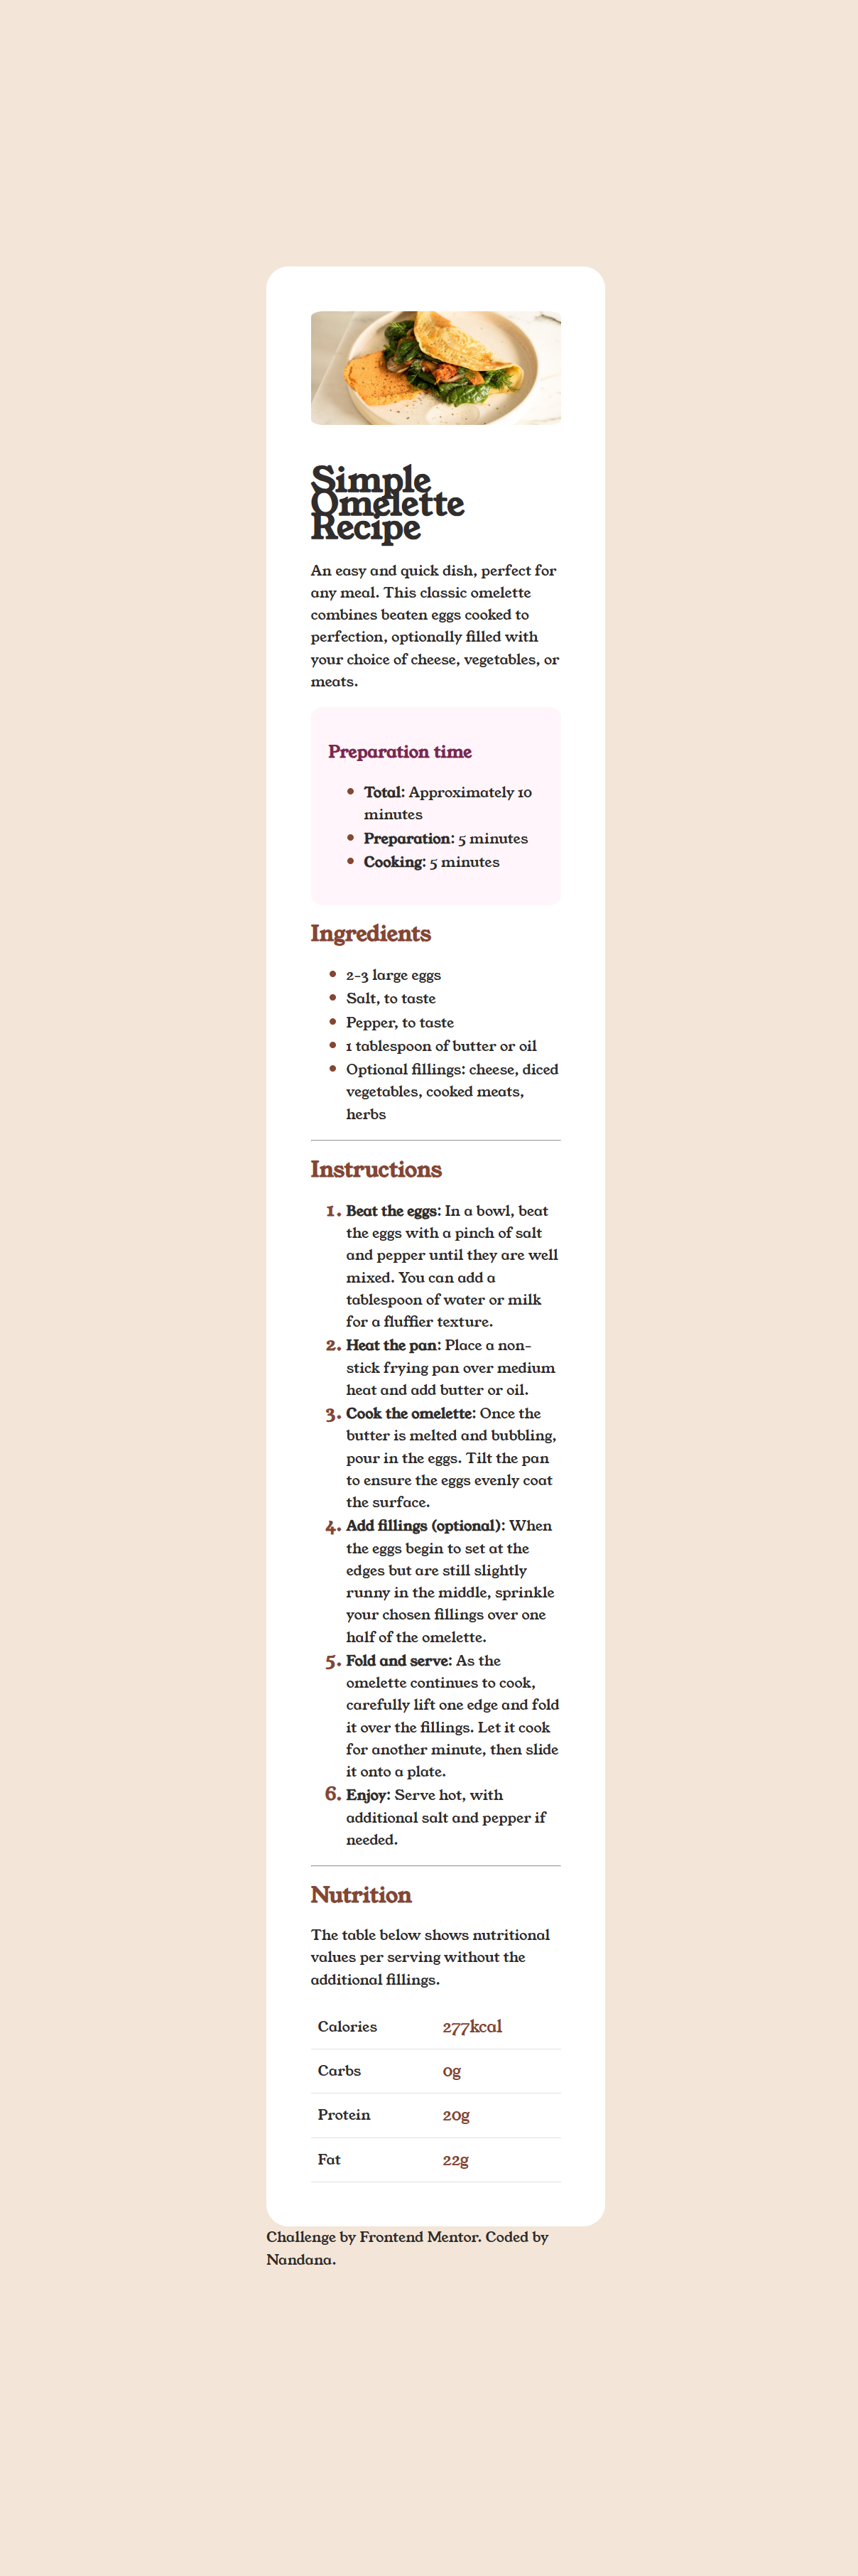 Simple
Omelette
Recipe
An easy and quick dish, perfect for
any meal. This classic omelette
combines beaten eggs cooked to
perfection, optionally filled with
your choice of cheese, vegetables, or
meats.
Preparation time
Total: Approximately 10
minutes
Preparation: 5 minutes
Cooking: 5 minutes
Ingredients
2-3 large eggs
Salt, to taste
Pepper, to taste
1 tablespoon of butter or oil
Optional fillings: cheese, diced
vegetables, cooked meats,
herbs
Instructions
1. Beat the eggs: In a bowl, beat
the eggs with a pinch of salt
and pepper until they are well
mixed. You can add a
tablespoon of water or milk
for a fluffier texture.
2. Heat the pan: Place a non-
stick frying pan over medium
heat and add butter or oil.
3. Cook the omelette: Once the
butter is melted and bubbling,
pour in the eggs. Tilt the pan
to ensure the eggs evenly coat
the surface.
4. Add fillings (optional): When
the eggs begin to set at the
edges but are still slightly
runny in the middle, sprinkle
your chosen fillings over one
half of the omelette.
5. Fold and serve: As the
omelette continues to cook,
carefully lift one edge and fold
it over the fillings. Let it cook
for another minute, then slide
it onto a plate.
6. Enjoy: Serve hot, with
additional salt and pepper if
needed.
Nutrition
The table below shows nutritional
values per serving without the
additional fillings.
Calories 277kcal
Carbs 0g
Protein 20g
Fat 22g
Challenge by Frontend Mentor. Coded by
Nandana.